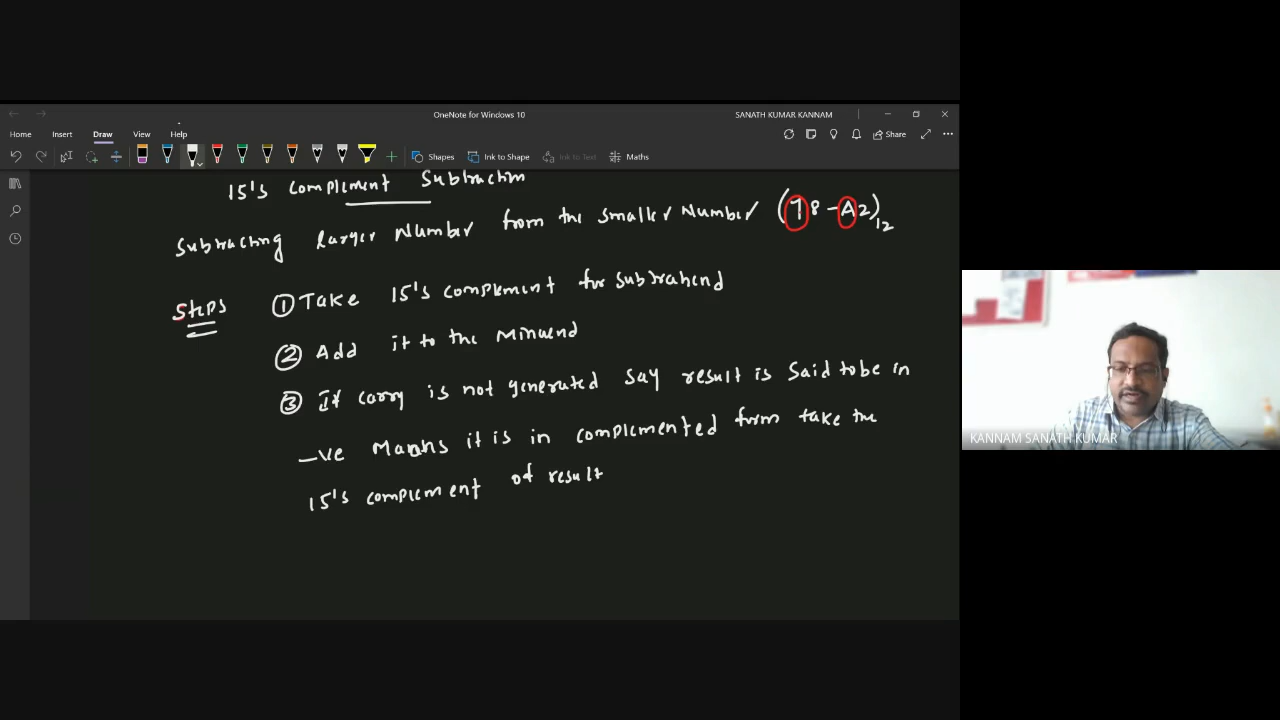 OneNote for Windows 10
SANATH KUMAR KANNAM
Home Insert Draw View Help
Share
Shapes Ink to Shape Ink to Text Maths
15's complement Subtraction
Subtracting larger Number from the smaller Number (78-A2)12
Steps ① Take 15's complement for subtrahend
② Add it to the Minuend
③ If carry is not generated say result is said to be in
-ve it is in complemented form take the
15's complement of result
KANNAM SANATH KUMAR